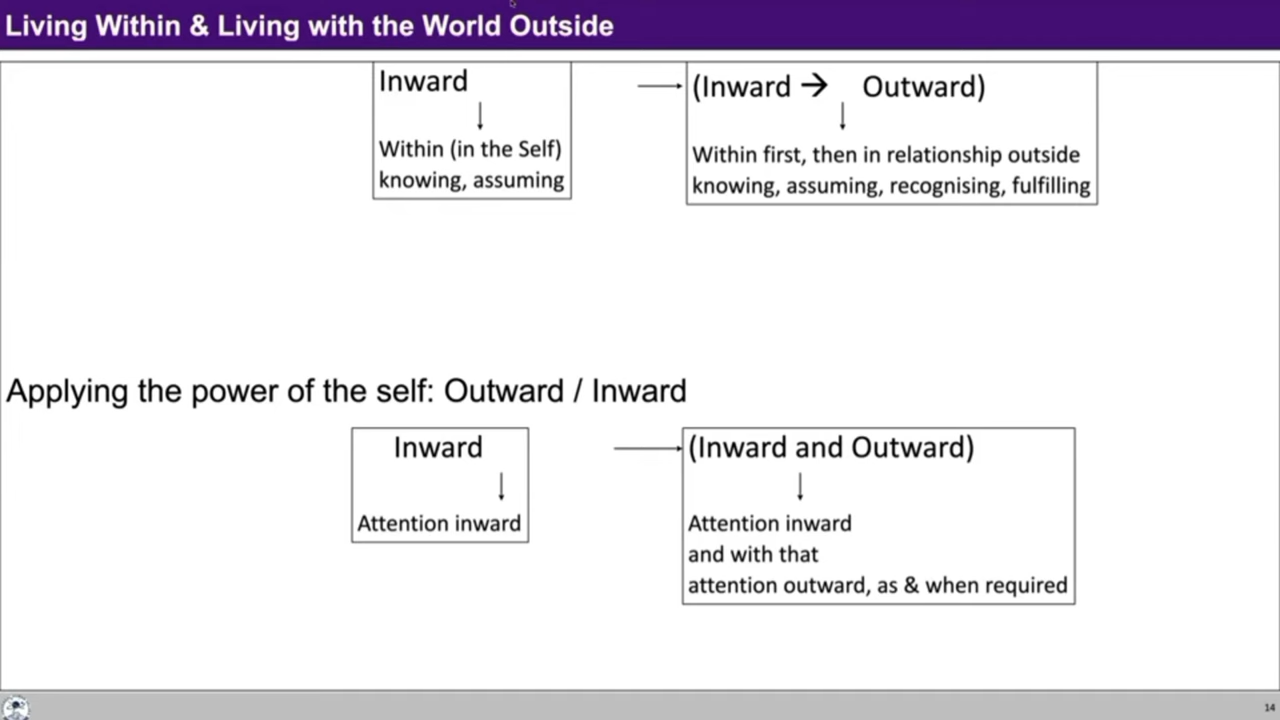 Living Within & Living with the World Outside
Inward
Within (in the Self)
knowing, assuming
(Inward → Outward)
Within first, then in relationship outside
knowing, assuming, recognising, fulfilling
Applying the power of the self: Outward / Inward
Inward
Attention inward
(Inward and Outward)
Attention inward
and with that
attention outward, as & when required
14